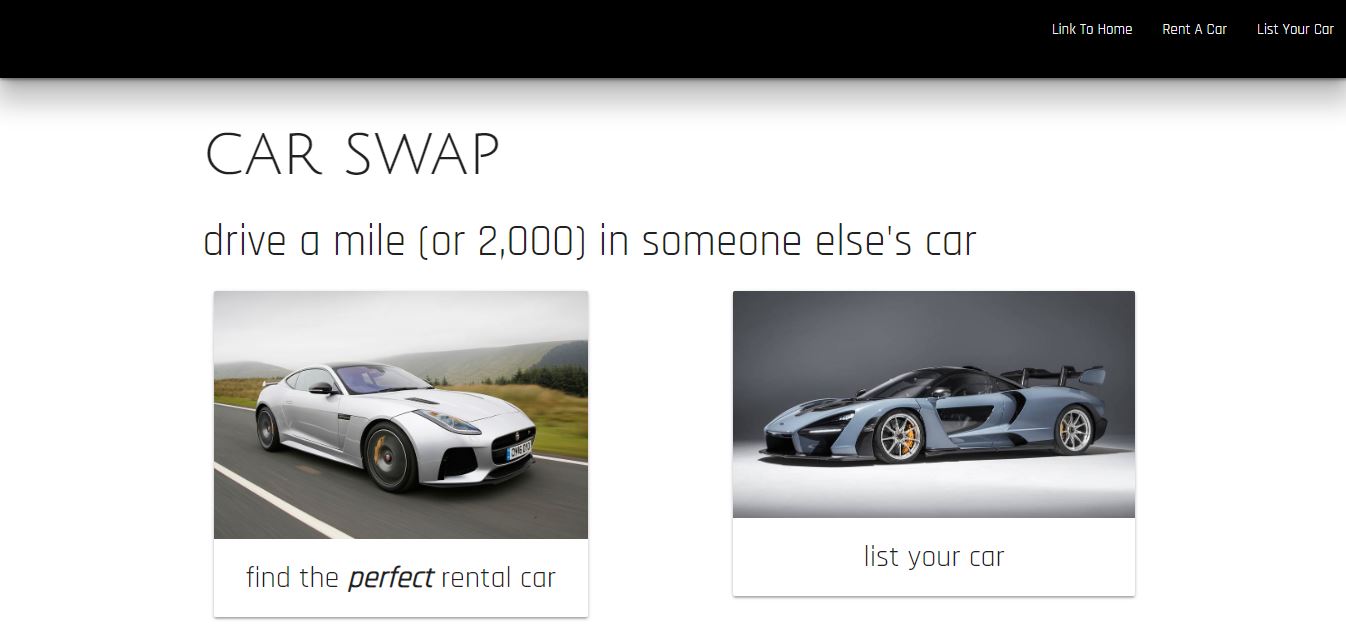 Link To Home Rent A Car List Your Car
CAR SWAP
drive a mile (or 2,000) in someone else's car
find the perfect rental car
list your car